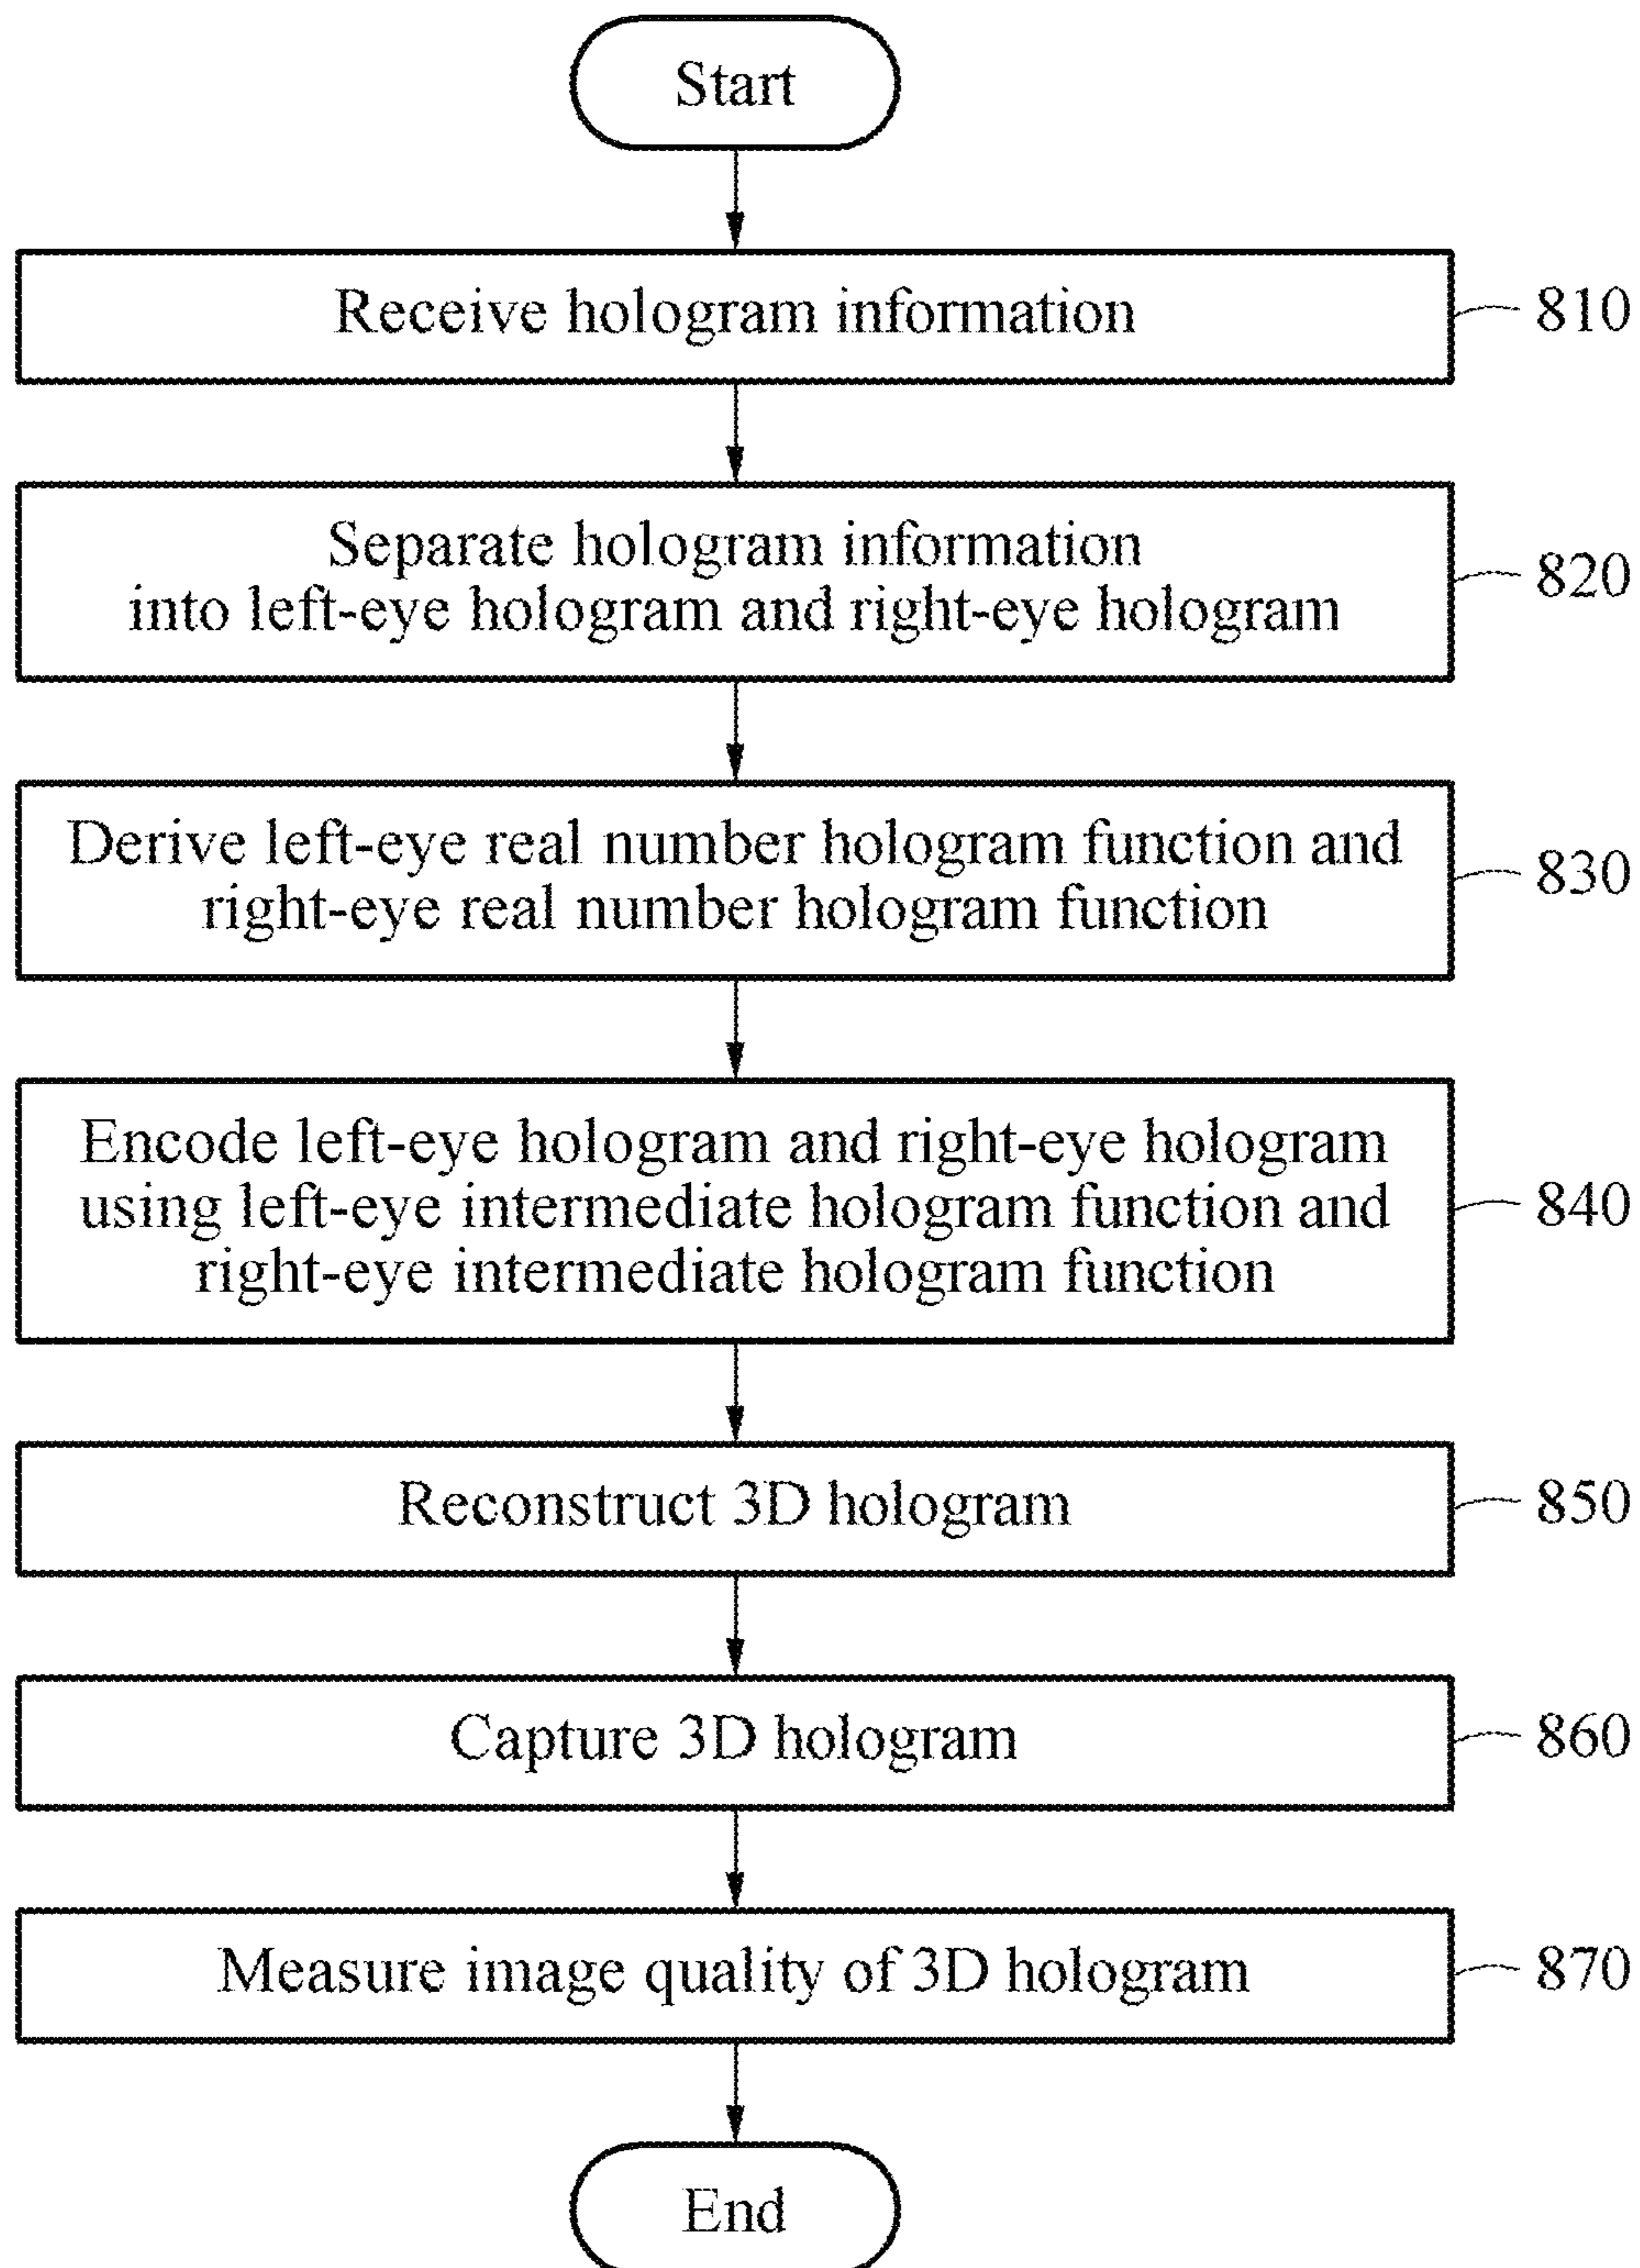 Start
Receive hologram information
810
Separate hologram information
into left-eye hologram and right-eye hologram
820
Derive left-eye real number hologram function and
right-eye real number hologram function
830
Encode left-eye hologram and right-eye hologram
using left-eye intermediate hologram function and
right-eye intermediate hologram function
840
Reconstruct 3D hologram
850
Capture 3D hologram
860
Measure image quality of 3D hologram
870
End